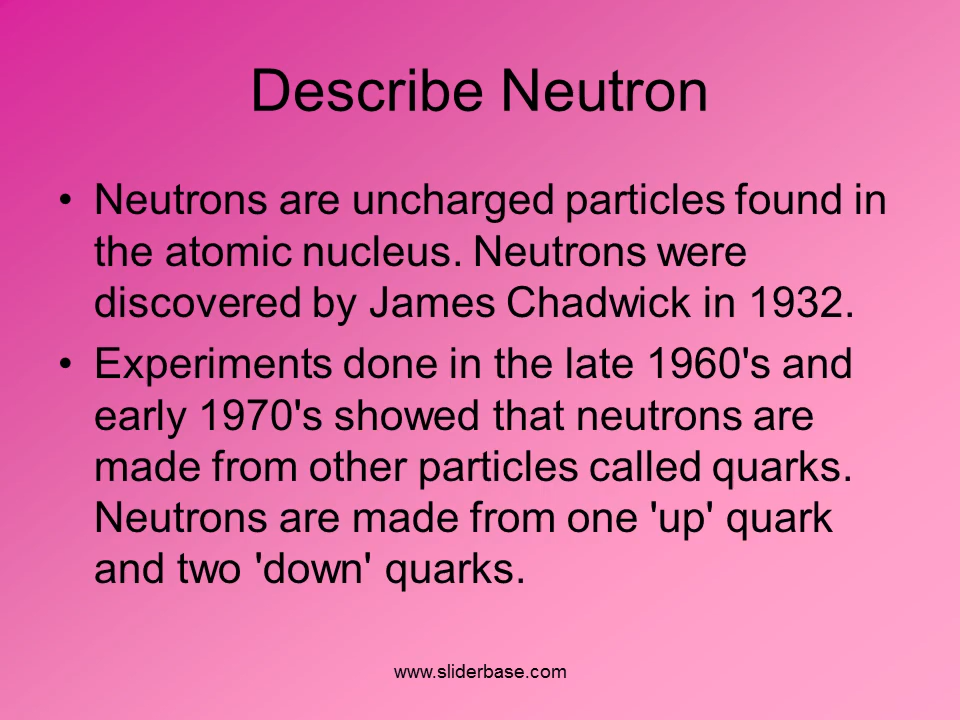 Describe Neutron
• Neutrons are uncharged particles found in
the atomic nucleus. Neutrons were
discovered by James Chadwick in 1932.
• Experiments done in the late 1960's and
early 1970's showed that neutrons are
made from other particles called quarks.
Neutrons are made from one 'up' quark
and two 'down' quarks.
www.sliderbase.com